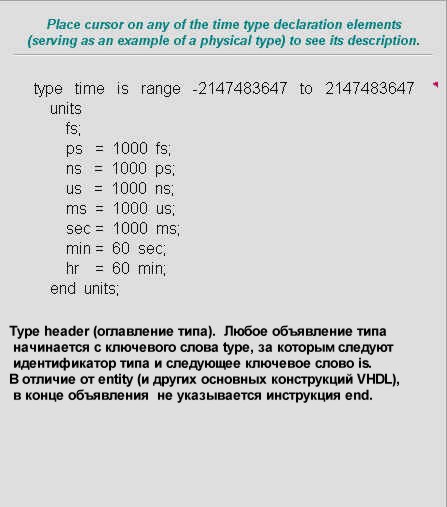 Place cursor on any of the time type declaration elements
(serving as an example of a physical type) to see its description.
type time is range -2147483647 to 2147483647
units
fs;
ps = 1000 fs;
ns = 1000 ps;
us = 1000 ns;
ms = 1000 us;
sec = 1000 ms;
min = 60 sec;
hr = 60 min;
end units;
Type header (оглавление типа). Любое объявление типа
начинается с ключевого слова type, за которым следуют
идентификатор типа и следующее ключевое слово is.
В отличие от entity (и других основных конструкций VHDL),
в конце объявления не указывается инструкция end.